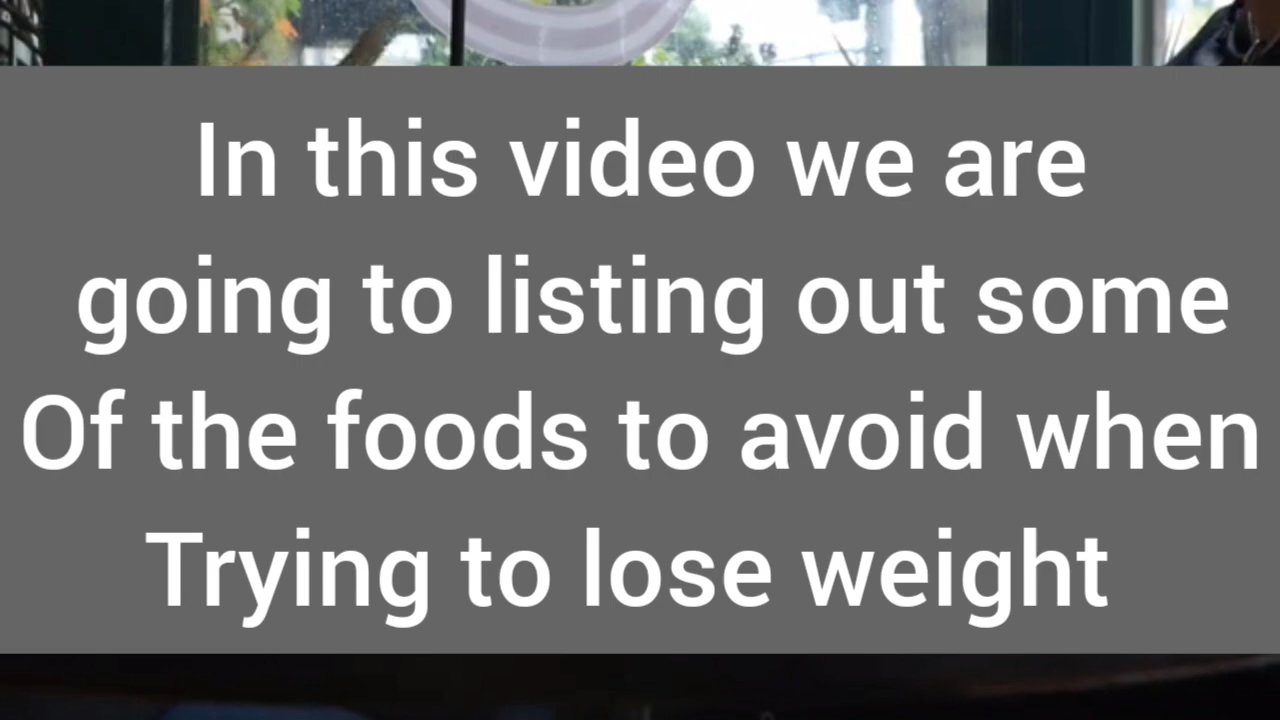 In this video we are
going to listing out some
Of the foods to avoid when
Trying to lose weight